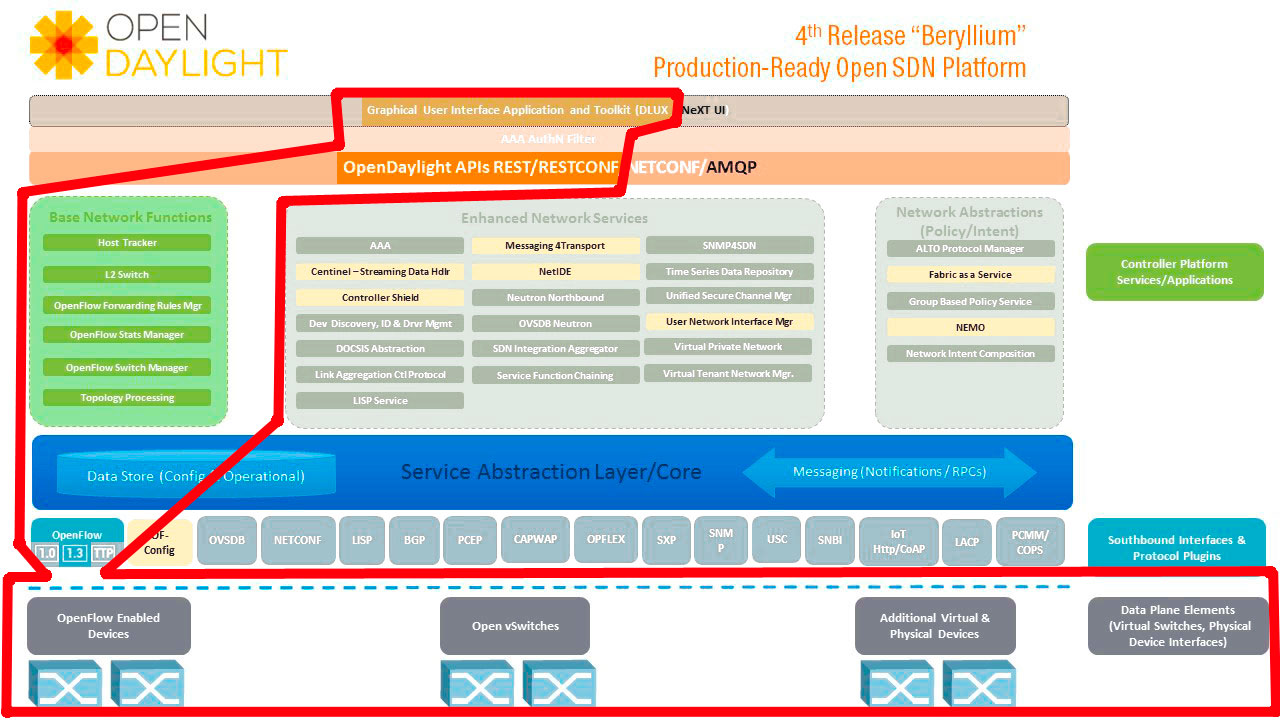 OPEN
DAYLIGHT
4th Release “Beryllium”
Production-Ready Open SDN Platform
Graphical User Interface Application and Toolkit (DLUX NeXT UI)
AAA AuthN Filter
OpenDaylight APIs REST/RESTCONF/NETCONF/AMQP
Base Network Functions
Host Tracker
L2 Switch
OpenFlow Forwarding Rules Mgr
OpenFlow Stats Manager
OpenFlow Switch Manager
Topology Processing
Enhanced Network Services
AAA
Centinel – Streaming Data Hdlr
Controller Shield
Dev Discovery, ID & Drvr Mgmt
DOCSIS Abstraction
Link Aggregation Ctl Protocol
LISP Service
Messaging 4Transport
NetIDE
Neutron Northbound
OVSDB Neutron
SDN Integration Aggregator
Service Function Chaining
SNMP4SDN
Time Series Data Repository
Unified Secure Channel Mgr
User Network Interface Mgr
Virtual Private Network
Virtual Tenant Network Mgr.
Network Abstractions
(Policy/Intent)
ALTO Protocol Manager
Fabric as a Service
Group Based Policy Service
NEMO
Network Intent Composition
Controller Platform
Services/Applications
Data Store (Config & Operational)
Service Abstraction Layer/Core
Messaging (Notifications / RPCs)
OpenFlow
1.0 1.3 TTP
OF-
Config
OVSDB
NETCONF
LISP
BGP
PCEP
CAPWAP
OPFLEX
SXP
SNM
P
USC
SNBI
IoT
Http/CoAP
LACP
PCMM/
COPS
Southbound Interfaces &
Protocol Plugins
OpenFlow Enabled
Devices
Open vSwitches
Additional Virtual &
Physical Devices
Data Plane Elements
(Virtual Switches, Physical
Device Interfaces)